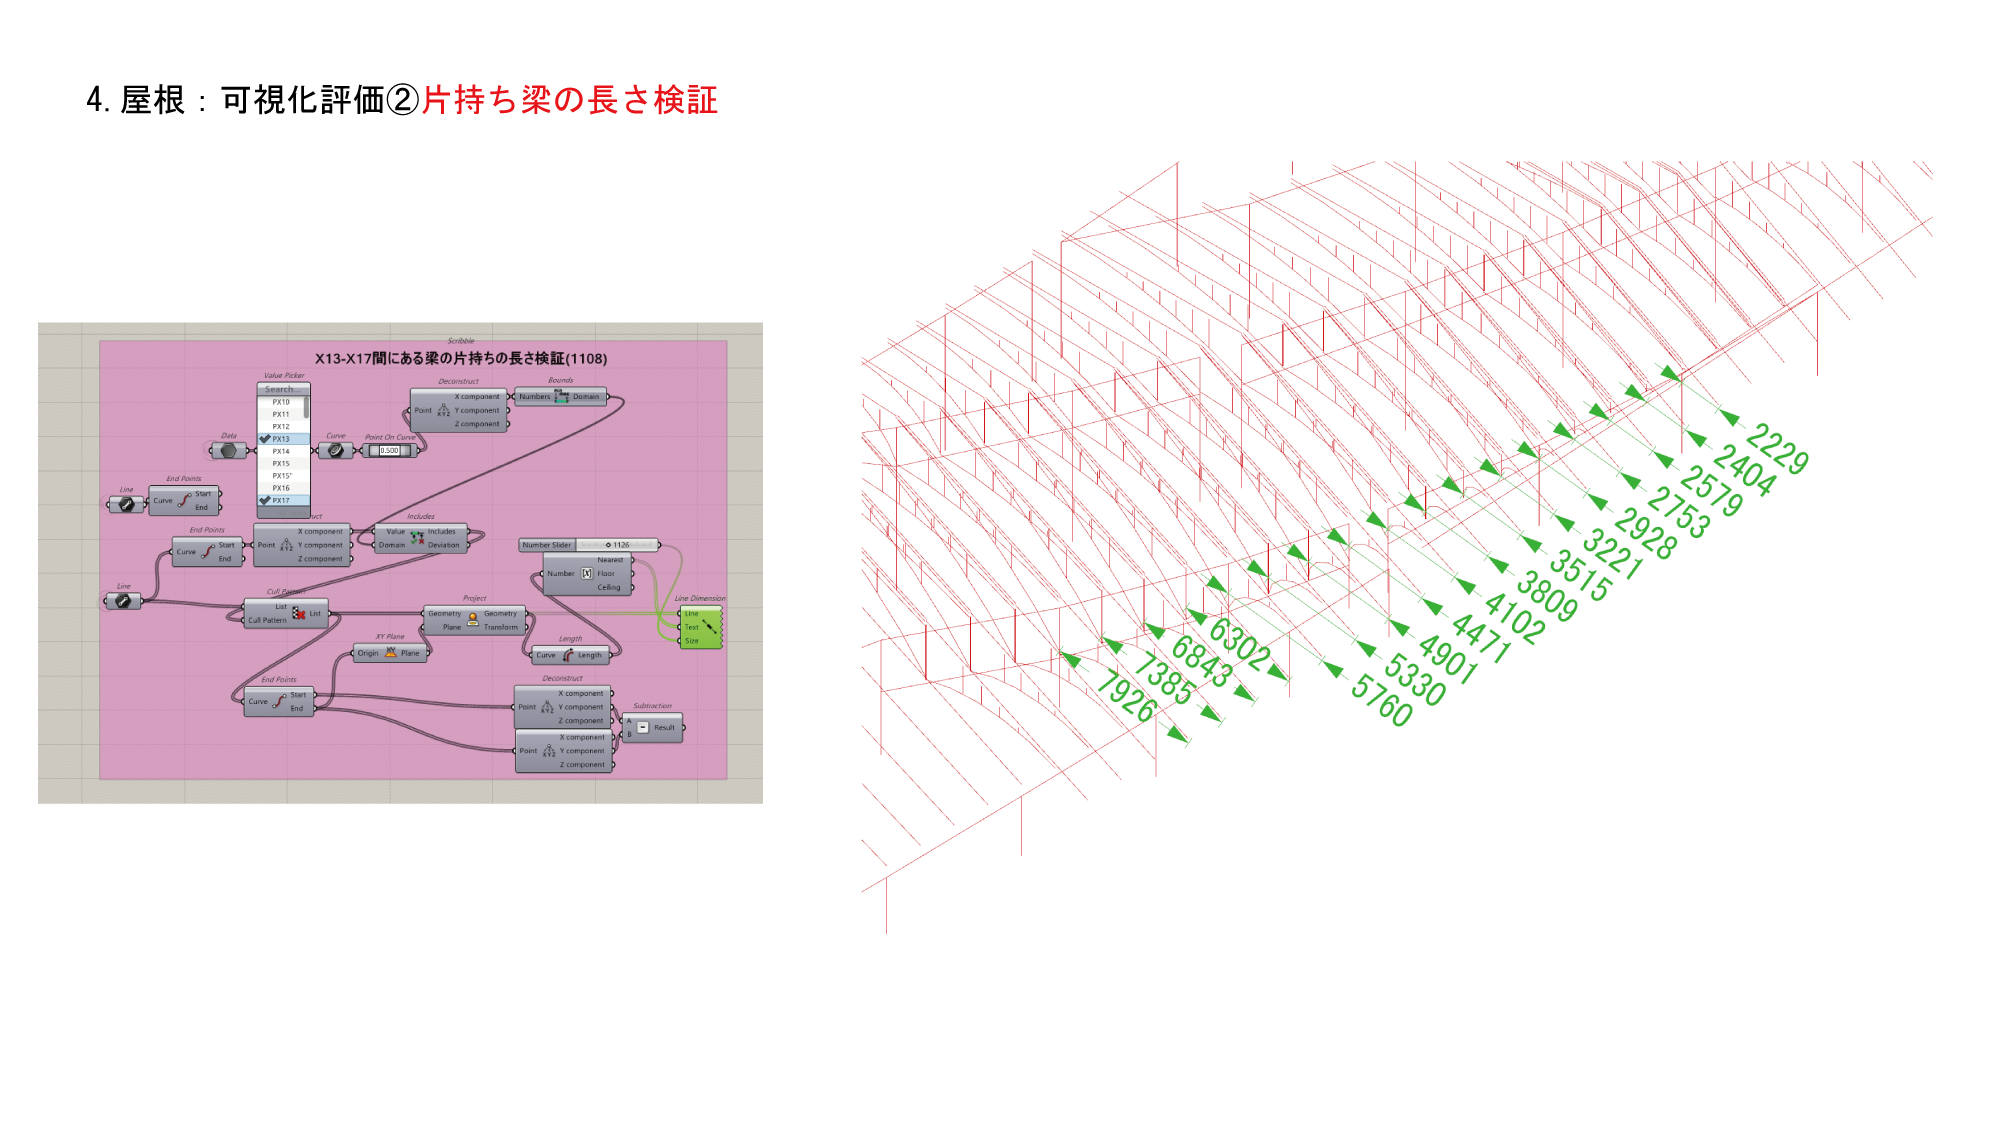 4. 屋根：可視化評価②片持ち梁の長さ検証
Scribble
X13-X17間にある梁の片持ちの長さ検証(1108)
Value Picker
Search...
PX10
PX11
PX12
PX13
PX14
PX15
PX15'
PX16
PX17
Data
Curve
Point On Curve
0.500
Deconstruct
Point
X component
Y component
Z component
Bounds
Numbers
Domain
Line
End Points
Curve
Start
End
End Points
Curve
Start
End
uct
Point
X component
Y component
Z component
Includes
Value
Domain
Includes
Deviation
Number Slider
1126
Number
Nearest
Floor
Ceiling
Line
Cull Pattern
List
Cull Pattern
List
Project
Geometry
Plane
Geometry
Transform
Line Dimension
Line
Text
Size
XY Plane
Origin
Plane
Length
Curve
Length
End Points
Curve
Start
End
Deconstruct
Point
X component
Y component
Z component
Point
X component
Y component
Z component
Subtraction
A
B
Result
2229
2404
2579
2753
2928
3221
3515
3809
4102
4471
4901
5330
5760
6302
6843
7385
7926